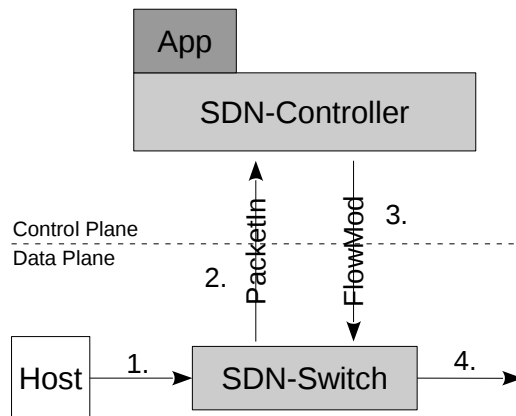 App
SDN-Controller
PacketIn
FlowMod
3.
Control Plane
Data Plane
2.
Host
1.
SDN-Switch
4.